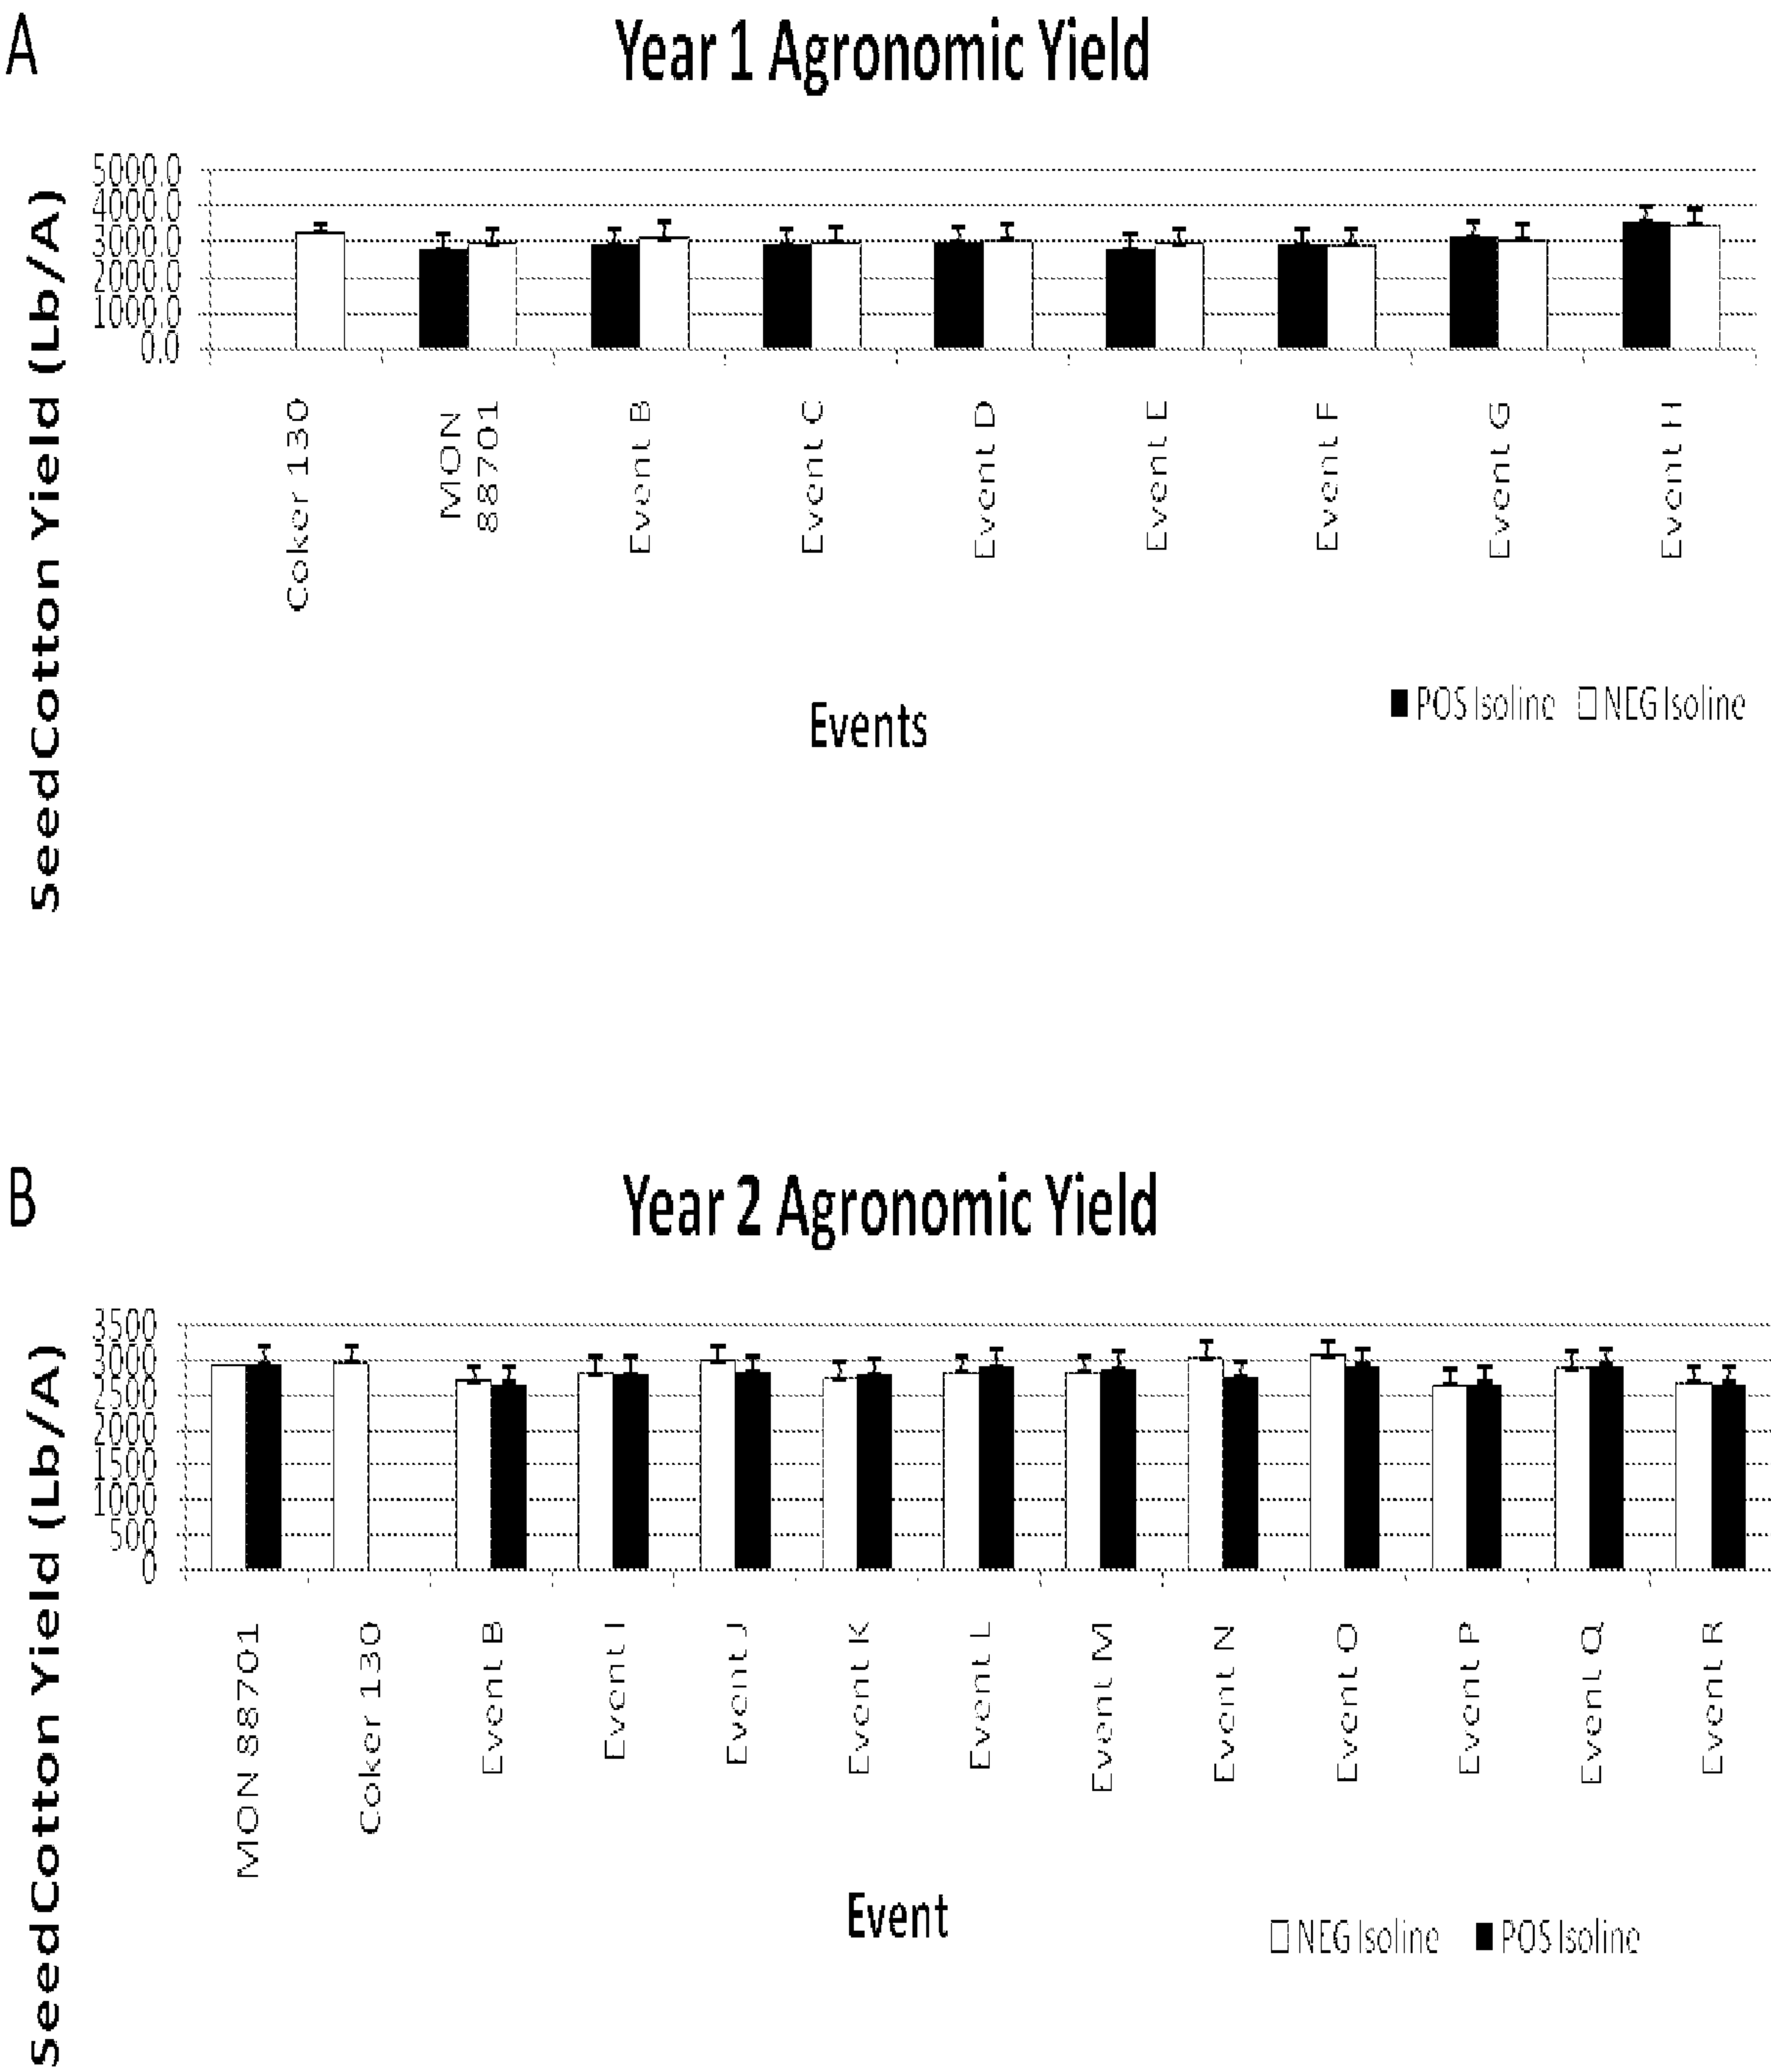 A
Year 1 Agronomic Yield
SeedCotton Yield (Lb/A)
5000.0
4000.0
3000.0
2000.0
1000.0
0.0
Coker 130
MON
88701
Event B
Event C
Event D
Event E
Event F
Event G
Event H
Events
POS Isoline NEG Isoline
B
Year 2 Agronomic Yield
SeedCotton Yield (Lb/A)
3500
3000
2500
2000
1500
1000
500
0
MON 88701
Coker 130
Event B
Event I
Event J
Event K
Event L
Event M
Event N
Event O
Event P
Event Q
Event R
Event
NEG Isoline POS Isoline